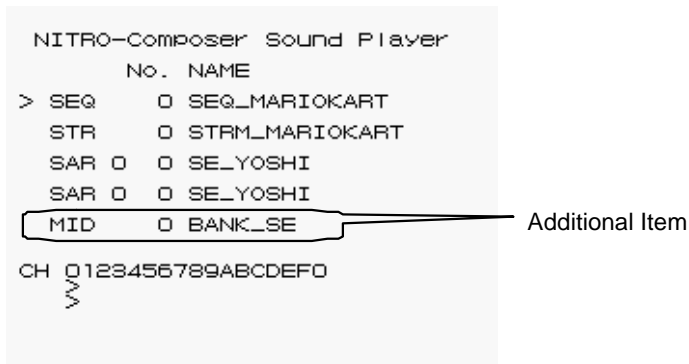 NITRO-Composer Sound Player
No. NAME
> SEQ 0 SEQ_MARIOKART
STR 0 STRM_MARIOKART
SAR 0 0 SE_YOSHI
SAR 0 0 SE_YOSHI
MID 0 BANK_SE
Additional Item
CH 0123456789ABCDEF0
>
>